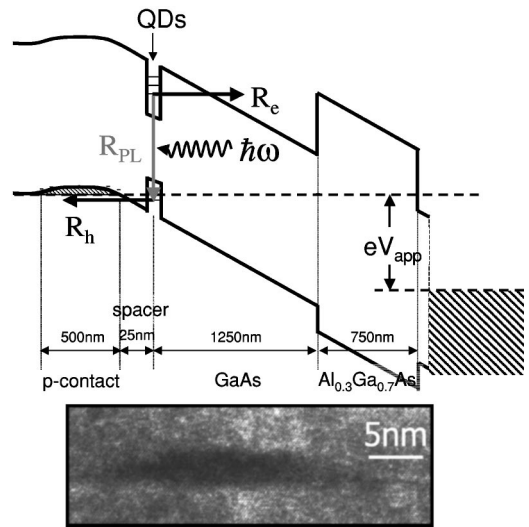 QDs
R_e
R_PL
ħω
R_h
eV_app
spacer
500nm 25nm 1250nm 750nm
p-contact GaAs Al_0.3Ga_0.7As
5nm